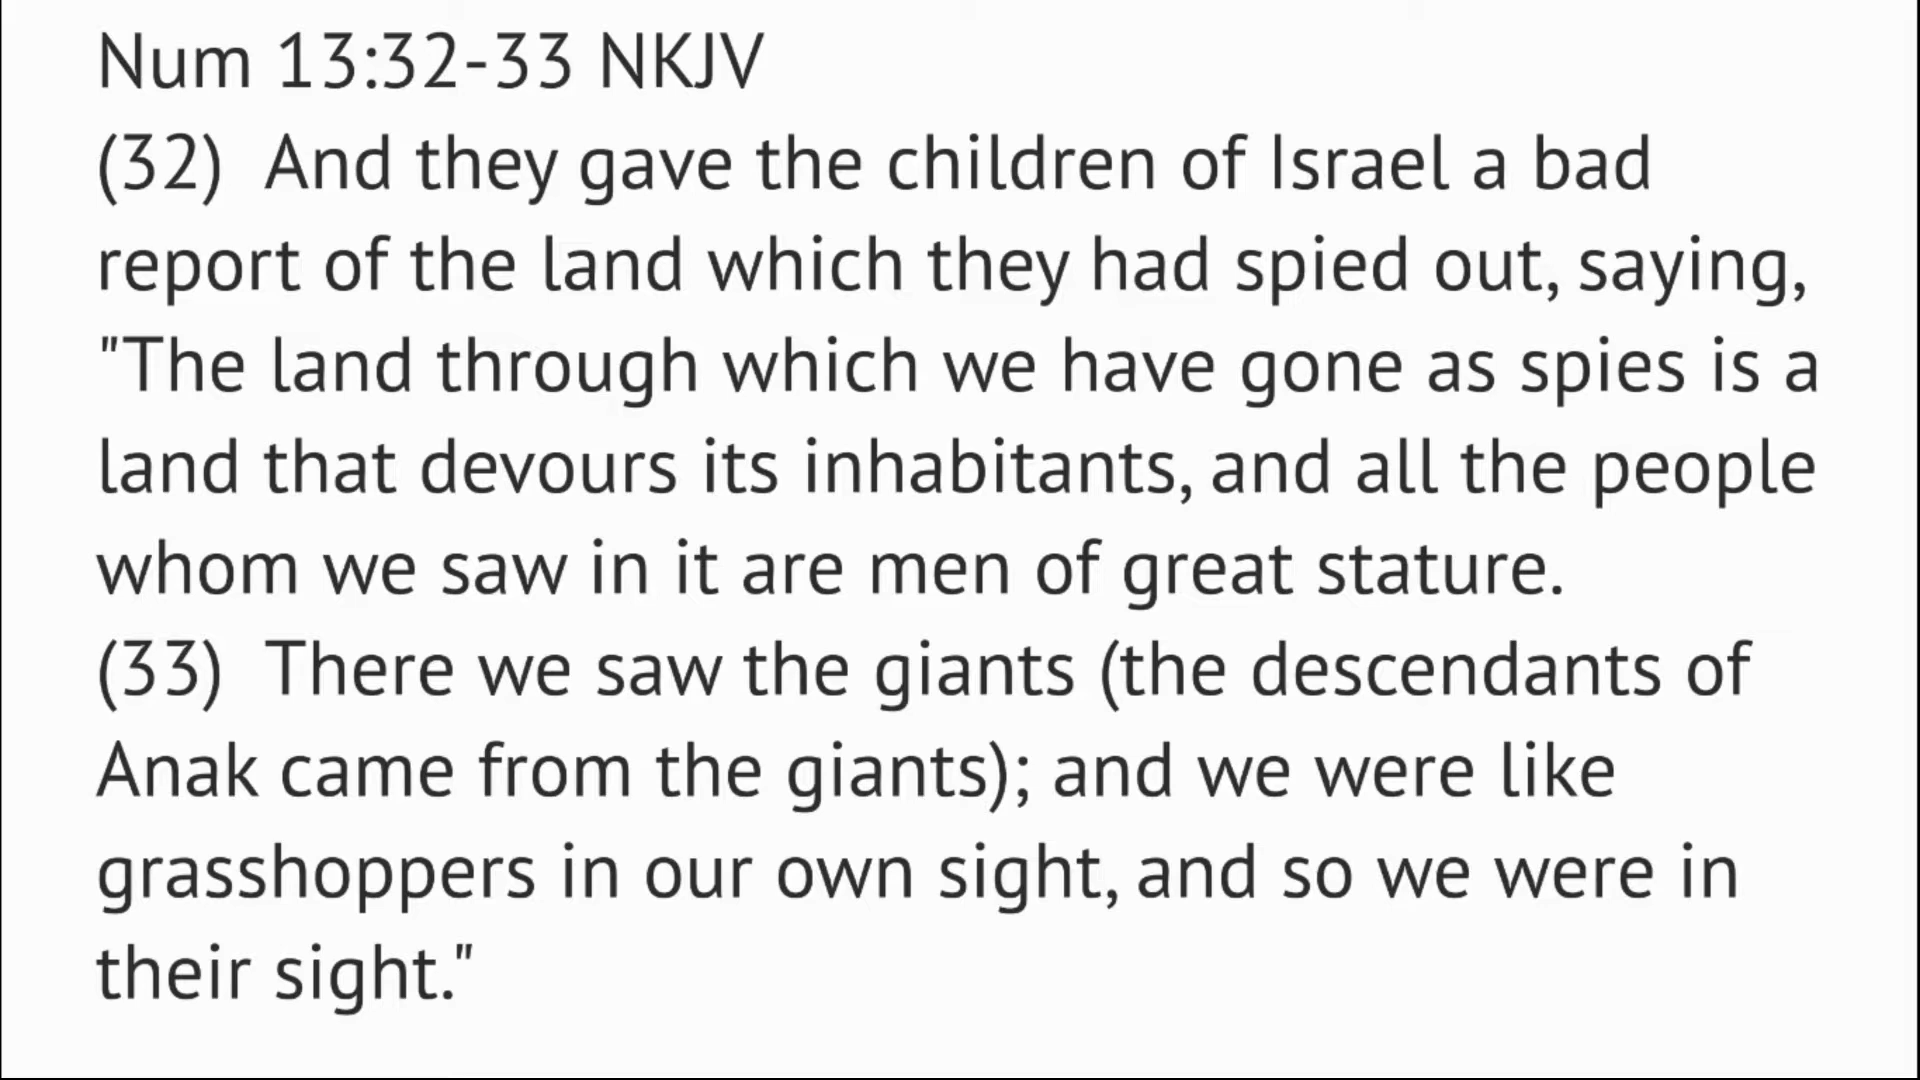 Num 13:32-33 NKJV
(32)  And they gave the children of Israel a bad
report of the land which they had spied out, saying,
"The land through which we have gone as spies is a
land that devours its inhabitants, and all the people
whom we saw in it are men of great stature.
(33)  There we saw the giants (the descendants of
Anak came from the giants); and we were like
grasshoppers in our own sight, and so we were in
their sight."